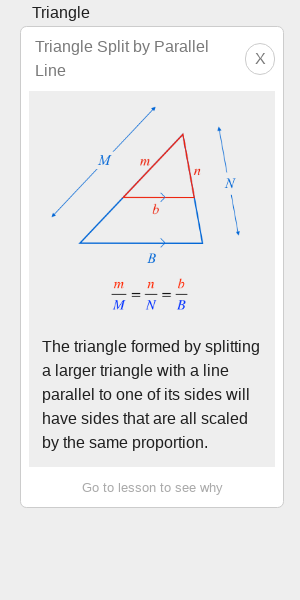 Triangle
Triangle Split by Parallel
Line
X
M
m
n
N
b
B
m/M = n/N = b/B
The triangle formed by splitting
a larger triangle with a line
parallel to one of its sides will
have sides that are all scaled
by the same proportion.
Go to lesson to see why